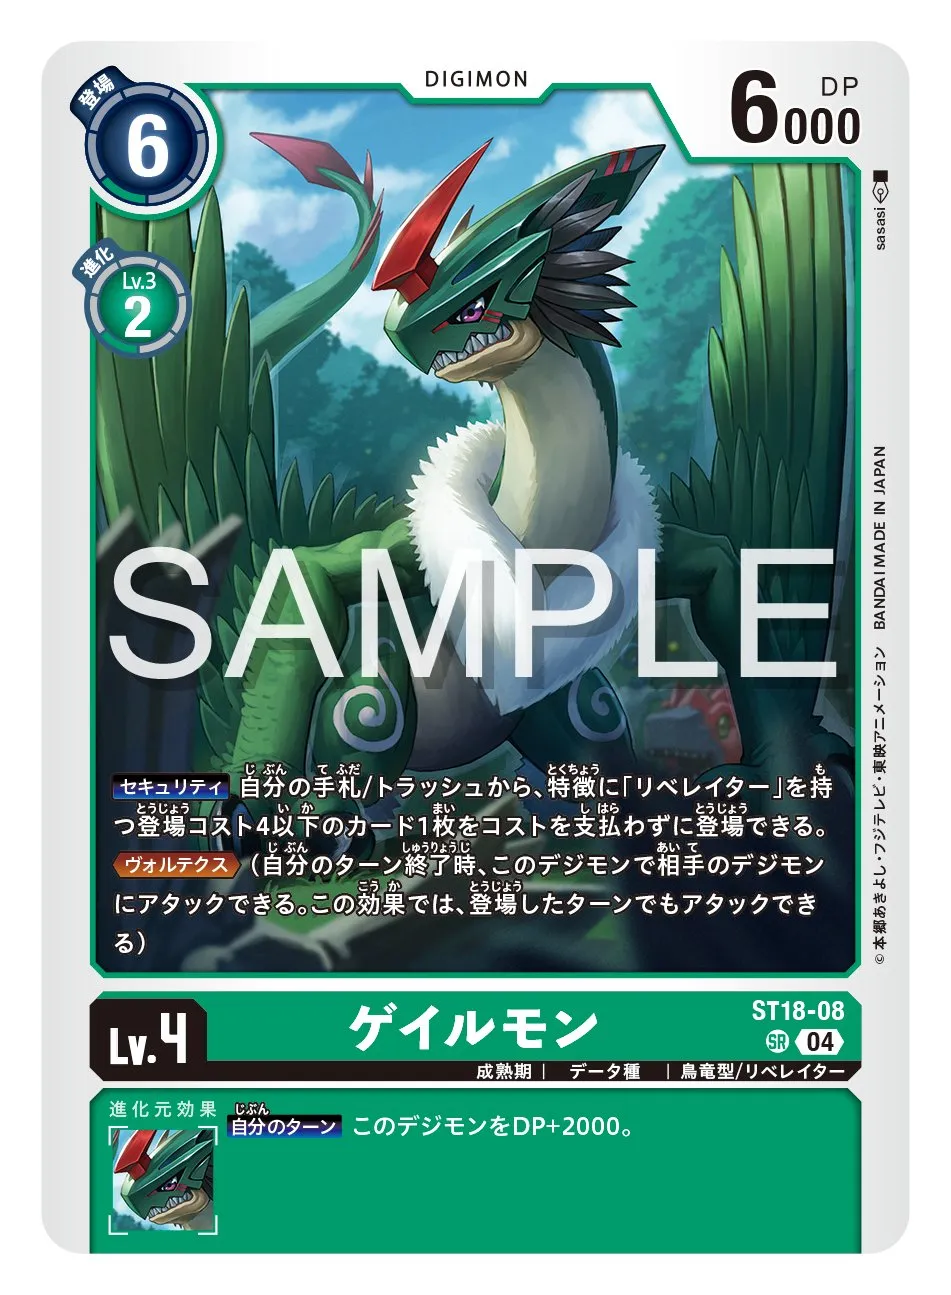 DIGIMON
登場
6
6000
DP
進化
Lv.3
2
sasasi
SAMPLE
BANDAI MADE IN JAPAN
©本郷あきよし・フジテレビ・東映アニメーション
セキュリティ 自分の手札/トラッシュから、特徴に「リベレイター」を持
つ登場コスト4以下のカード1枚をコストを支払わずに登場できる。
ヴォルテクス (自分のターン終了時、このデジモンで相手のデジモン
にアタックできる。この効果では、登場したターンでもアタックでき
る)
Lv.4
ゲイルモン
ST18-08
SR 04
成熟期 | データ種 | 鳥竜型/リベレイター
進化元効果
自分のターン このデジモンをDP+2000。